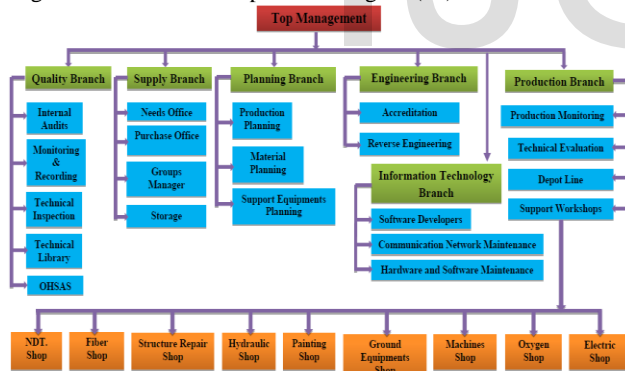 Top Management
Quality Branch
Supply Branch
Planning Branch
Engineering Branch
Production Branch
Internal
Audits
Monitoring
&
Recording
Technical
Inspection
Technical
Library
OHSAS
Needs Office
Purchase Office
Groups
Manager
Storage
Production
Planning
Material
Planning
Support Equipments
Planning
Accreditation
Reverse Engineering
Information Technology
Branch
Software Developers
Communication Network Maintenance
Hardware and Software Maintenance
Production Monitoring
Technical Evaluation
Depot Line
Support Workshops
NDT.
Shop
Fiber
Shop
Structure Repair
Shop
Hydraulic
Shop
Painting
Shop
Ground
Equipments
Shop
Machines
Shop
Oxygen
Shop
Electric
Shop